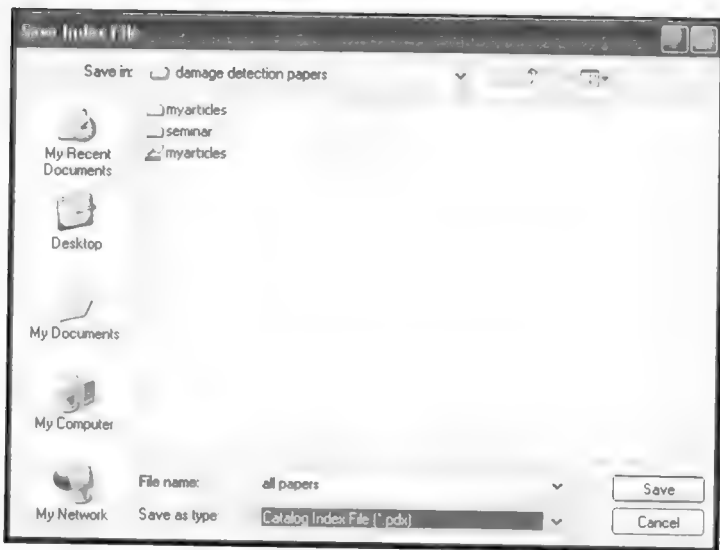 Save Index File
Save in: damage detection papers
myarticles
seminar
myarticles
My Recent
Documents
Desktop
My Documents
My Computer
My Network
File name: all papers
Save as type: Catalog Index File (*.pdx)
Save
Cancel